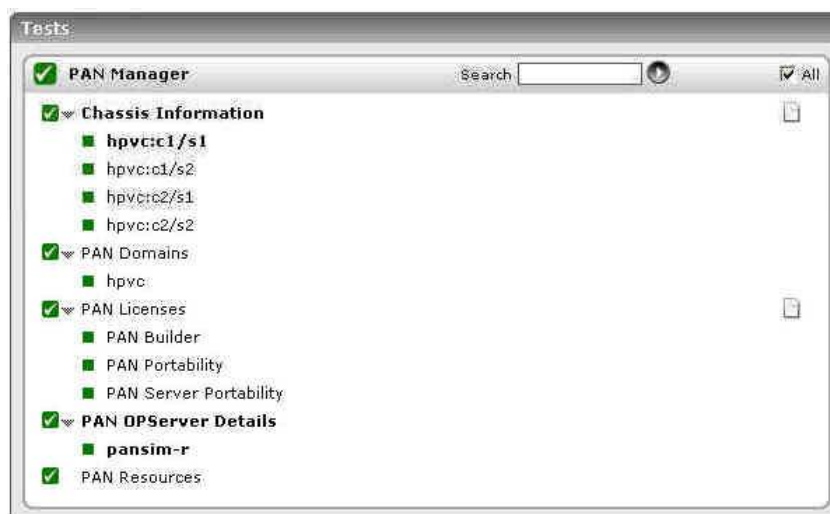 Tests
PAN Manager Search All
Chassis Information
hpvc:c1/s1
hpvc:c1/s2
hpvc:c2/s1
hpvc:c2/s2
PAN Domains
hpvc
PAN Licenses
PAN Builder
PAN Portability
PAN Server Portability
PAN OPServer Details
pansim-r
PAN Resources